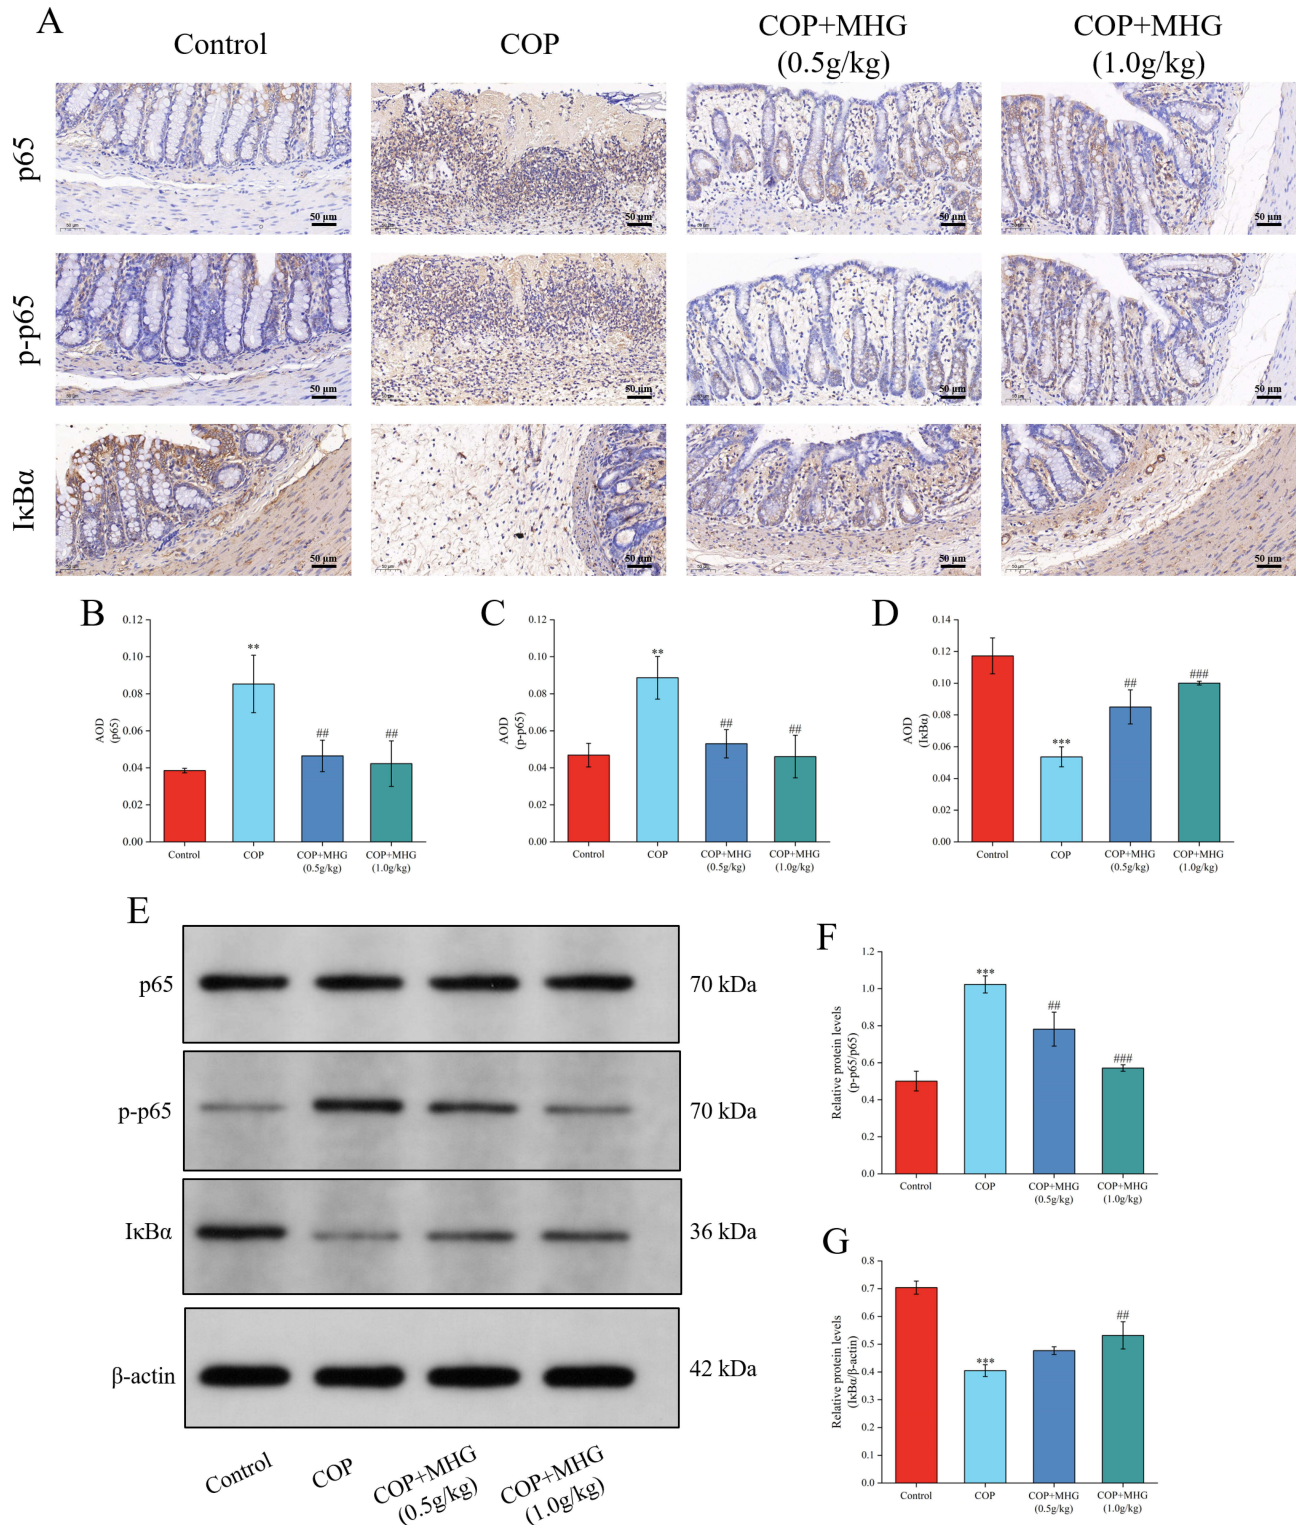 A
Control
COP
COP+MHG
(0.5g/kg)
COP+MHG
(1.0g/kg)
p65
50 μm
50 μm
50 μm
50 μm
p-p65
50 μm
50 μm
50 μm
50 μm
IκBα
50 μm
50 μm
50 μm
50 μm
B
AOD
(p65)
0.12
0.10
0.08
0.06
0.04
0.02
0.00
**
##
##
Control
COP
COP+MHG
(0.5g/kg)
COP+MHG
(1.0g/kg)
C
AOD
(p-p65)
0.12
0.10
0.08
0.06
0.04
0.02
0.00
**
##
##
Control
COP
COP+MHG
(0.5g/kg)
COP+MHG
(1.0g/kg)
D
AOD
(IκBα)
0.14
0.12
0.10
0.08
0.06
0.04
0.02
0.00
***
##
###
Control
COP
COP+MHG
(0.5g/kg)
COP+MHG
(1.0g/kg)
E
p65
70 kDa
p-p65
70 kDa
IκBα
36 kDa
β-actin
42 kDa
Control
COP
COP+MHG
(0.5g/kg)
COP+MHG
(1.0g/kg)
F
Relative protein levels
(p-p65/p65)
1.2
1.0
0.8
0.6
0.4
0.2
0.0
***
##
###
Control
COP
COP+MHG
(0.5g/kg)
COP+MHG
(1.0g/kg)
G
Relative protein levels
(IκBα/β-actin)
0.8
0.7
0.6
0.5
0.4
0.3
0.2
0.1
0.0
***
##
Control
COP
COP+MHG
(0.5g/kg)
COP+MHG
(1.0g/kg)